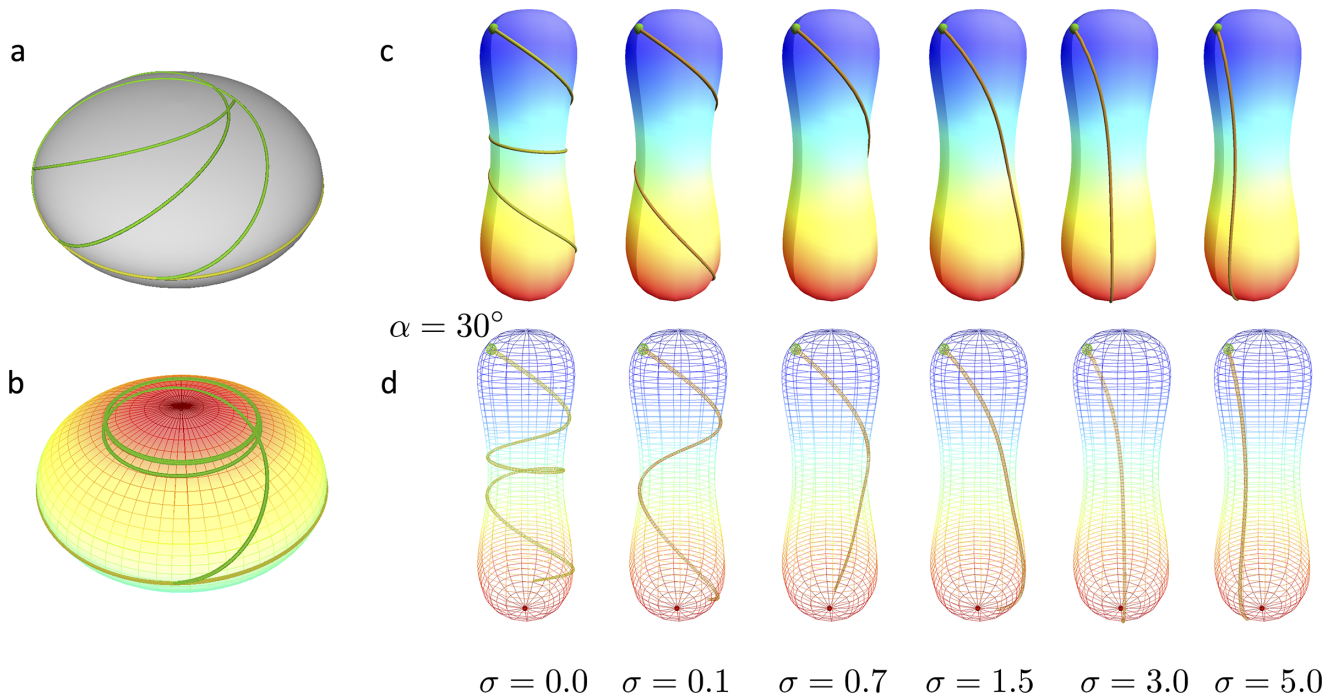 a
c
α = 30°
b
d
σ = 0.0 σ = 0.1 σ = 0.7 σ = 1.5 σ = 3.0 σ = 5.0